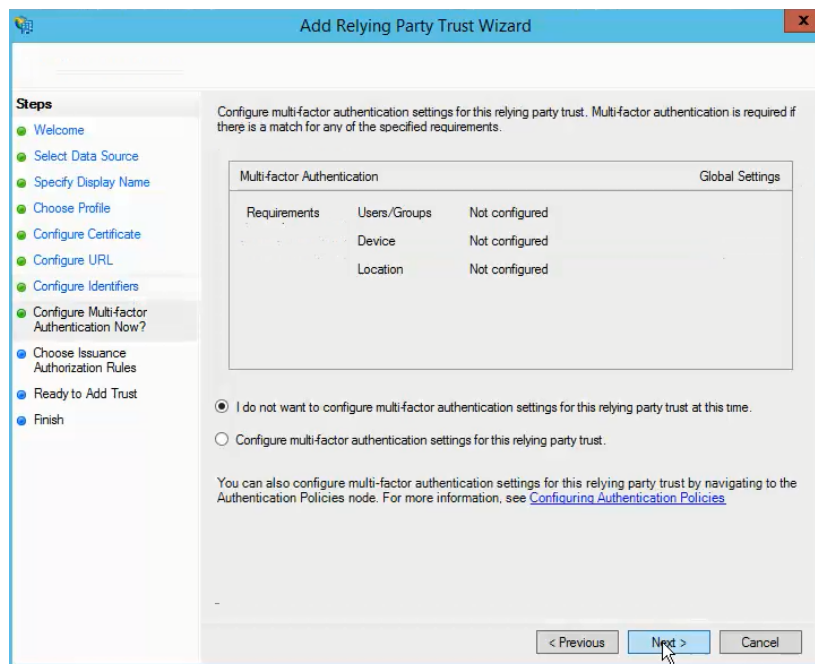 Add Relying Party Trust Wizard
x
Steps
Welcome
Select Data Source
Specify Display Name
Choose Profile
Configure Certificate
Configure URL
Configure Identifiers
Configure Multi-factor
Authentication Now?
Choose Issuance
Authorization Rules
Ready to Add Trust
Finish
Configure multi-factor authentication settings for this relying party trust. Multi-factor authentication is required if
there is a match for any of the specified requirements.
Multi-factor Authentication Global Settings
Requirements Users/Groups Not configured
Device Not configured
Location Not configured
I do not want to configure multi-factor authentication settings for this relying party trust at this time.
Configure multi-factor authentication settings for this relying party trust.
You can also configure multi-factor authentication settings for this relying party trust by navigating to the
Authentication Policies node. For more information, see Configuring Authentication Policies
< Previous Next > Cancel